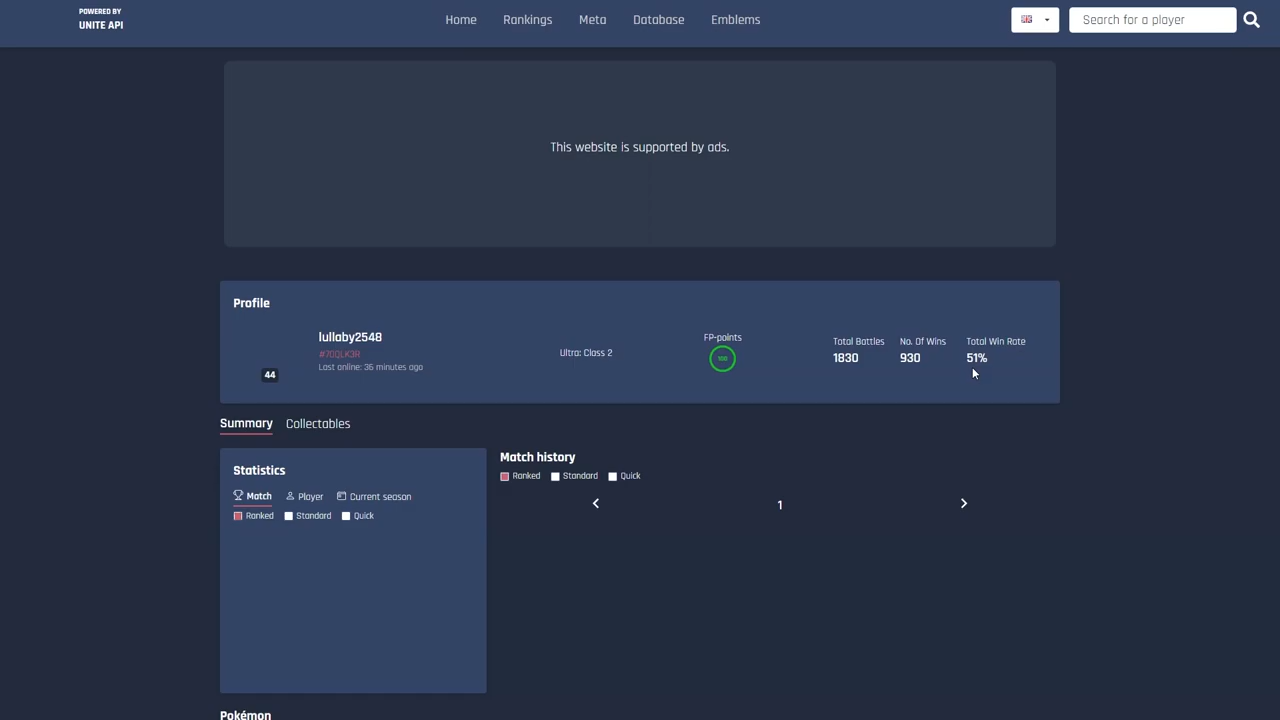 POWERED BY
UNITE API
Home Rankings Meta Database Emblems
Search for a player
This website is supported by ads.
Profile
lullaby2548
#70QLK3R
Last online: 36 minutes ago
44
Ultra: Class 2
FP-points
100
Total Battles No. Of Wins Total Win Rate
1830 930 51%
Summary Collectables
Statistics
Match Player Current season
Ranked Standard Quick
Match history
Ranked Standard Quick
1
Pokémon